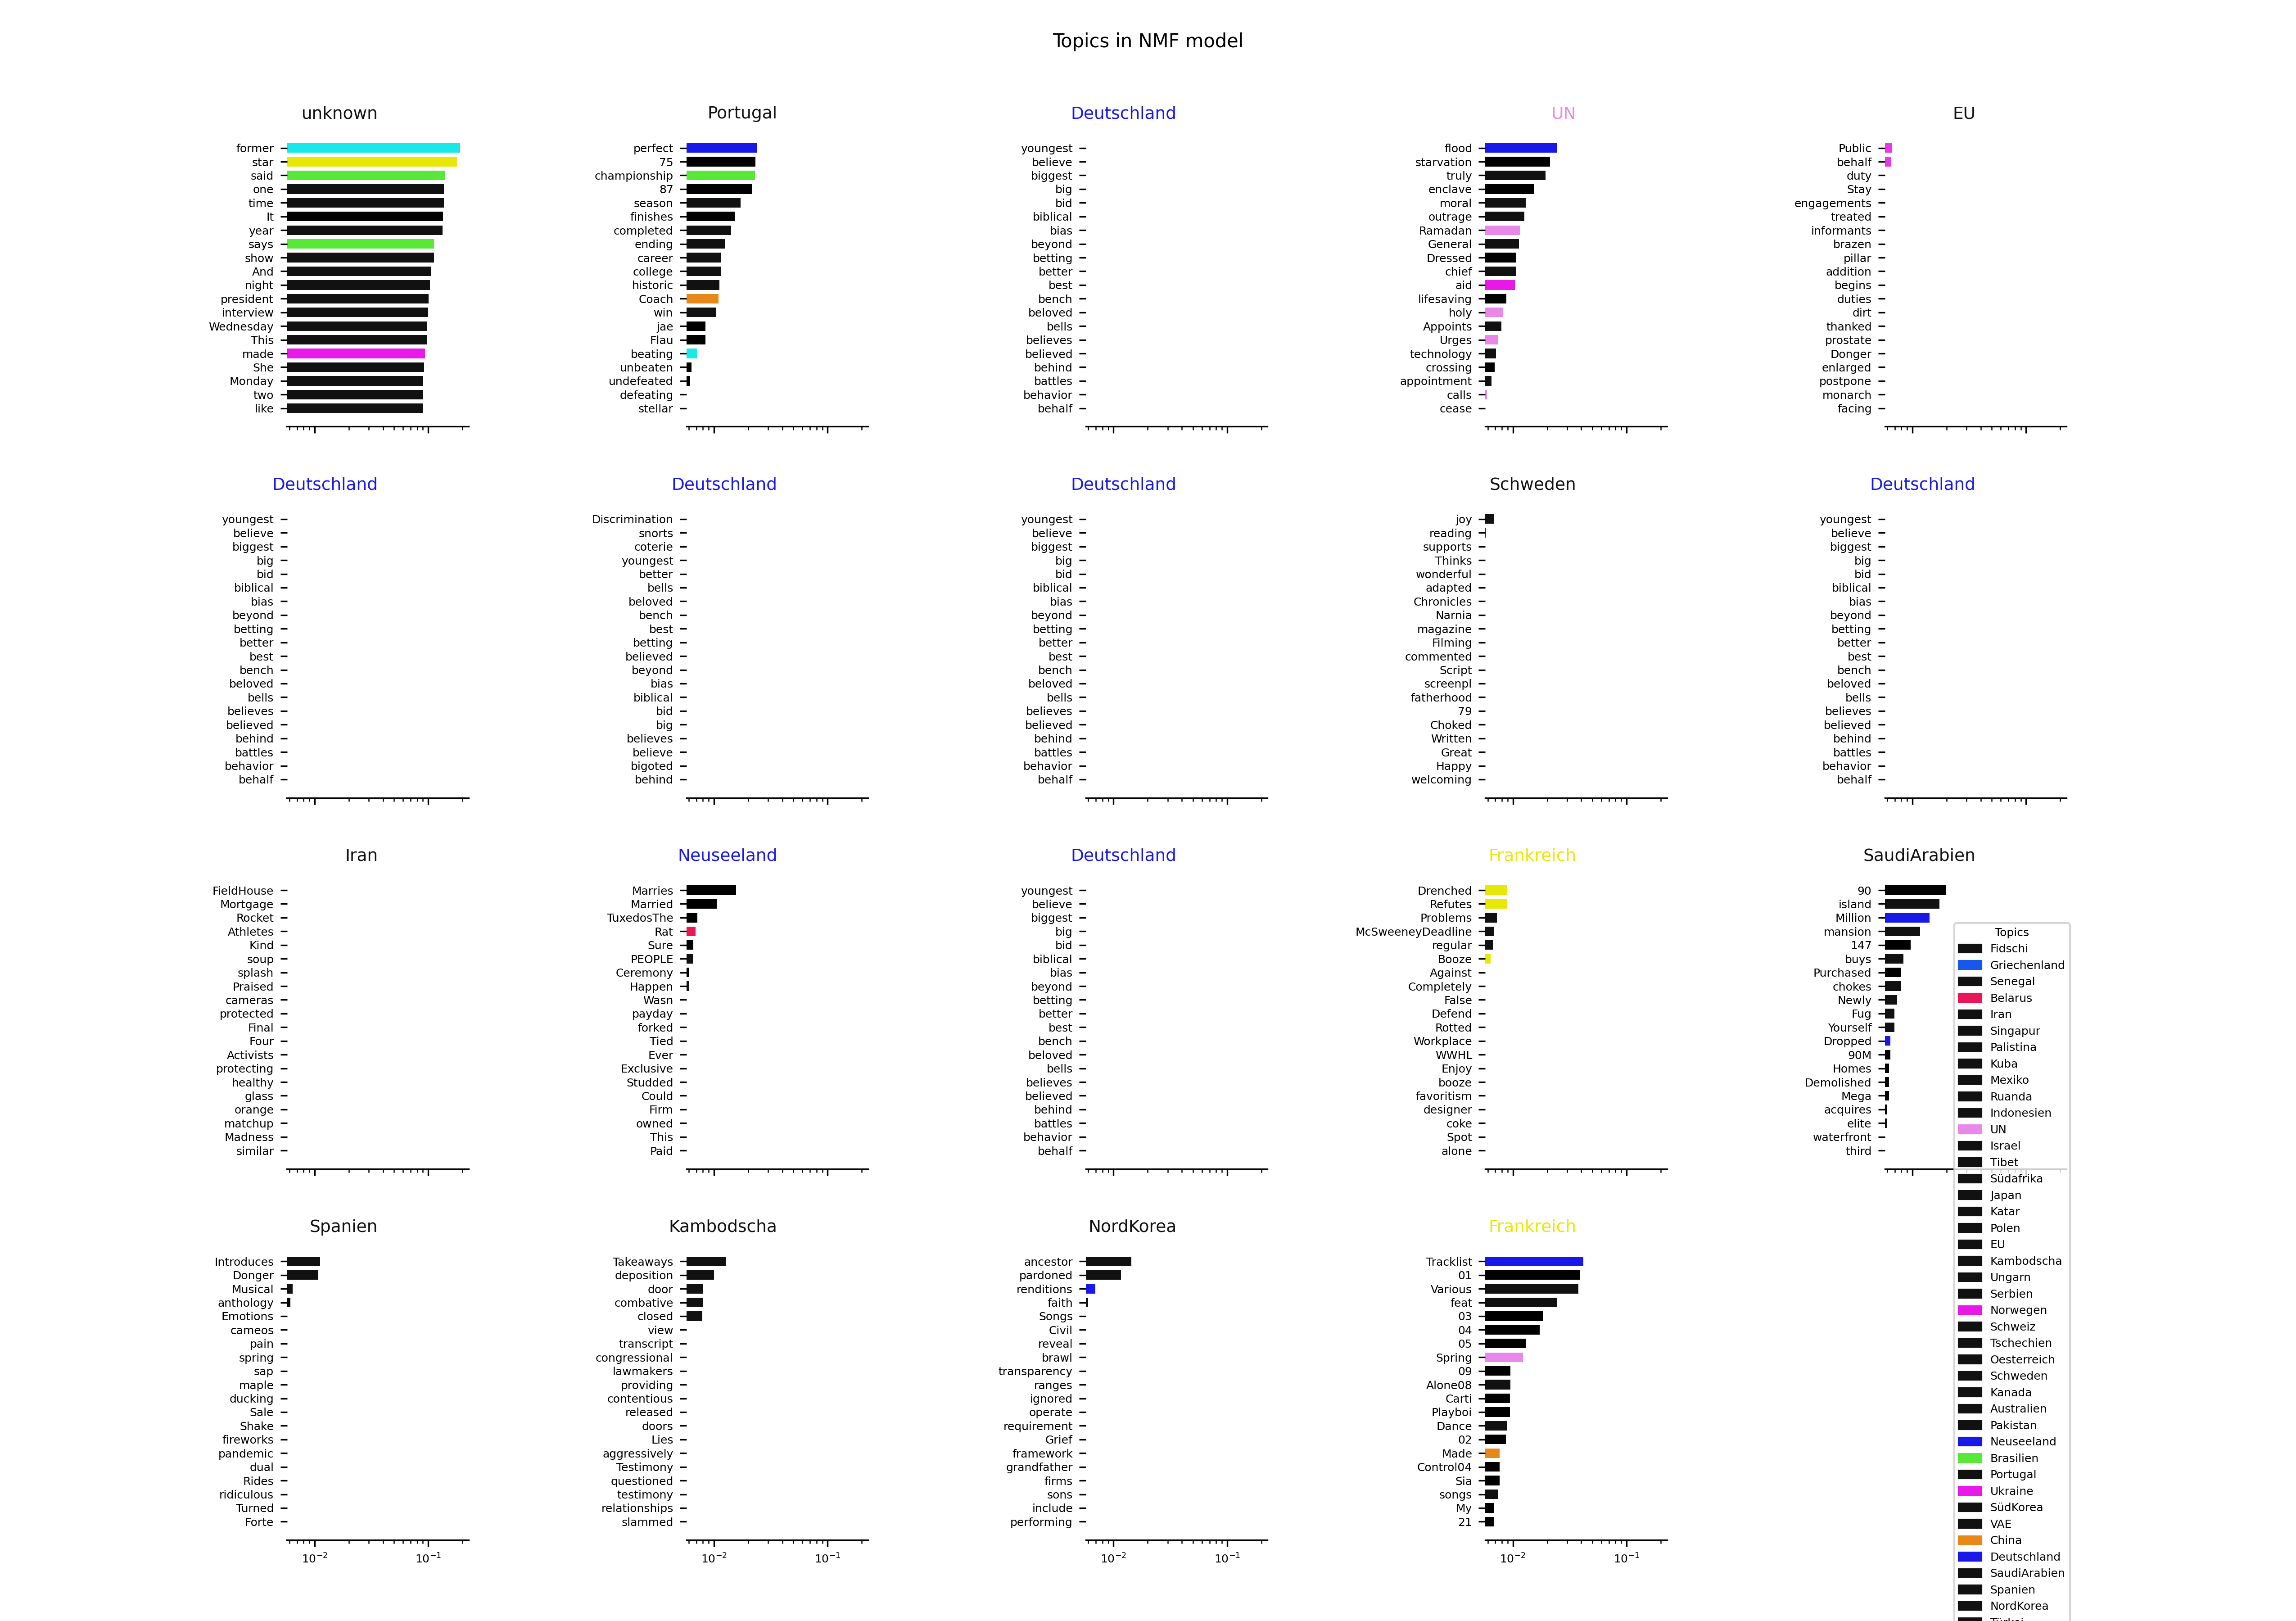 Topics in NMF model
unknown
former
star
said
one
time
It
year
says
show
And
night
president
interview
Wednesday
This
made
She
Monday
two
like
Portugal
perfect
75
championship
87
season
finishes
completed
ending
career
college
historic
Coach
win
jae
Flau
beating
unbeaten
undefeated
defeating
stellar
Deutschland
youngest
believe
biggest
big
bid
biblical
bias
beyond
betting
better
best
bench
beloved
bells
believes
believed
behind
battles
behavior
behalf
UN
flood
starvation
truly
enclave
moral
outrage
Ramadan
General
Dressed
chief
aid
lifesaving
holy
Appoints
Urges
technology
crossing
appointment
calls
cease
EU
Public
behalf
duty
Stay
engagements
treated
informants
brazen
pillar
addition
begins
duties
dirt
thanked
prostate
Donger
enlarged
postpone
monarch
facing
Deutschland
youngest
believe
biggest
big
bid
biblical
bias
beyond
betting
better
best
bench
beloved
bells
believes
believed
behind
battles
behavior
behalf
Deutschland
Discrimination
snorts
coterie
youngest
better
bells
beloved
bench
best
betting
believed
beyond
bias
biblical
bid
big
believes
believe
bigoted
behind
Deutschland
youngest
believe
biggest
big
bid
biblical
bias
beyond
betting
better
best
bench
beloved
bells
believes
believed
behind
battles
behavior
behalf
Schweden
joy
reading
supports
Thinks
wonderful
adapted
Chronicles
Narnia
magazine
Filming
commented
Script
screenpl
fatherhood
79
Choked
Written
Great
Happy
welcoming
Deutschland
youngest
believe
biggest
big
bid
biblical
bias
beyond
betting
better
best
bench
beloved
bells
believes
believed
behind
battles
behavior
behalf
Iran
FieldHouse
Mortgage
Rocket
Athletes
Kind
soup
splash
Praised
cameras
protected
Final
Four
Activists
protecting
healthy
glass
orange
matchup
Madness
similar
Neuseeland
Marries
Married
TuxedosThe
Rat
Sure
PEOPLE
Ceremony
Happen
Wasn
payday
forked
Tied
Ever
Exclusive
Studded
Could
Firm
owned
This
Paid
Deutschland
youngest
believe
biggest
big
bid
biblical
bias
beyond
betting
better
best
bench
beloved
bells
believes
believed
behind
battles
behavior
behalf
Frankreich
Drenched
Refutes
Problems
McSweeneyDeadline
regular
Booze
Against
Completely
False
Defend
Rotted
Workplace
WWHL
Enjoy
booze
favoritism
designer
coke
Spot
alone
SaudiArabien
90
island
Million
mansion
147
buys
Purchased
chokes
Newly
Fug
Yourself
Dropped
90M
Homes
Demolished
Mega
acquires
elite
waterfront
third
Spanien
Introduces
Donger
Musical
anthology
Emotions
cameos
pain
spring
sap
maple
ducking
Sale
Shake
fireworks
pandemic
dual
Rides
ridiculous
Turned
Forte
10⁻² 10⁻¹
Kambodscha
Takeaways
deposition
door
combative
closed
view
transcript
congressional
lawmakers
providing
contentious
released
doors
Lies
aggressively
Testimony
questioned
testimony
relationships
slammed
10⁻² 10⁻¹
NordKorea
ancestor
pardoned
renditions
faith
Songs
Civil
reveal
brawl
transparency
ranges
ignored
operate
requirement
Grief
framework
grandfather
firms
sons
include
performing
10⁻² 10⁻¹
Frankreich
Tracklist
01
Various
feat
03
04
05
Spring
09
Alone08
Carti
Playboi
Dance
02
Made
Control04
Sia
songs
My
21
10⁻² 10⁻¹
Topics
Fidschi
Griechenland
Senegal
Belarus
Iran
Singapur
Palistina
Kuba
Mexiko
Ruanda
Indonesien
UN
Israel
Tibet
Südafrika
Japan
Katar
Polen
EU
Kambodscha
Ungarn
Serbien
Norwegen
Schweiz
Tschechien
Oesterreich
Schweden
Kanada
Australien
Pakistan
Neuseeland
Brasilien
Portugal
Ukraine
SüdKorea
VAE
China
Deutschland
SaudiArabien
Spanien
NordKorea